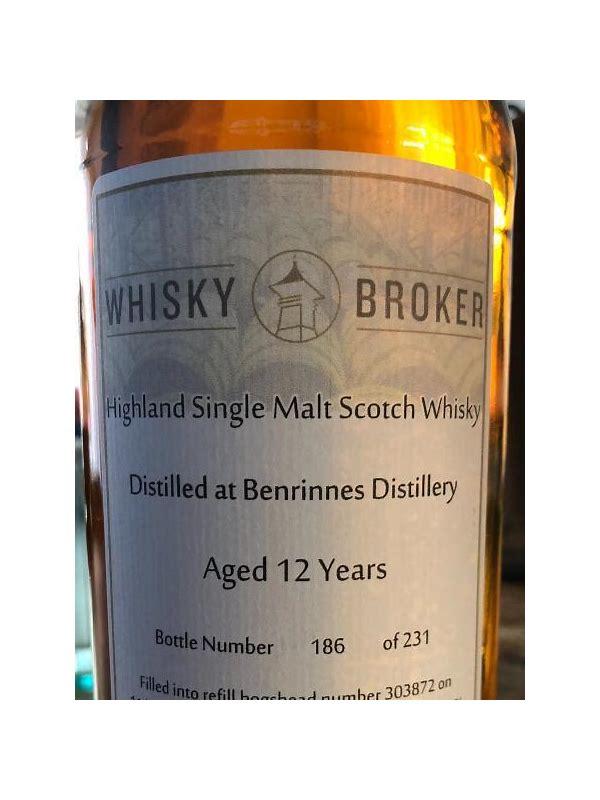 WHISKY BROKER
Highland Single Malt Scotch Whisky
Distilled at Benrinnes Distillery
Aged 12 Years
Bottle Number 186 of 231
Filled into refill hogshead number 303872 on